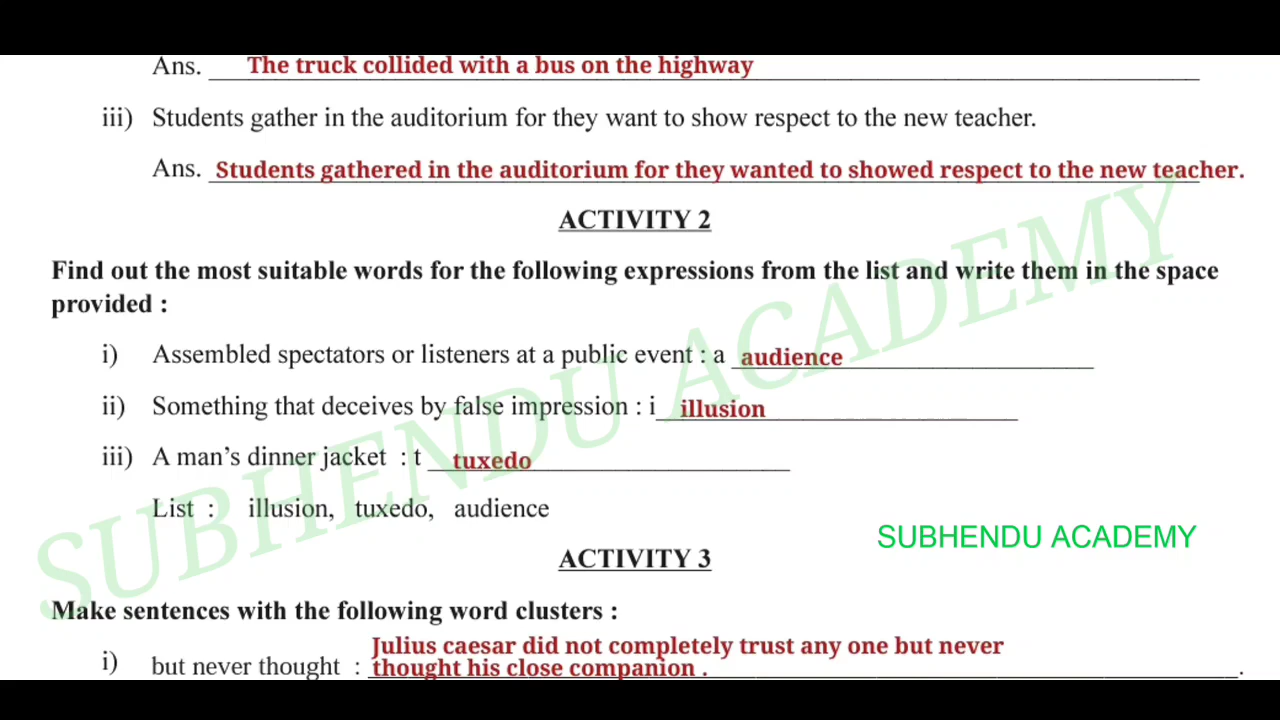 Ans. The truck collided with a bus on the highway
iii) Students gather in the auditorium for they want to show respect to the new teacher.
Ans. Students gathered in the auditorium for they wanted to showed respect to the new teacher.
ACTIVITY 2
Find out the most suitable words for the following expressions from the list and write them in the space
provided :
i) Assembled spectators or listeners at a public event : a audience
ii) Something that deceives by false impression : i illusion
iii) A man's dinner jacket : t tuxedo
List : illusion, tuxedo, audience
SUBHENDU ACADEMY
SUBHENDU ACADEMY
ACTIVITY 3
Make sentences with the following word clusters :
i) but never thought : Julius caesar did not completely trust any one but never
thought his close companion .